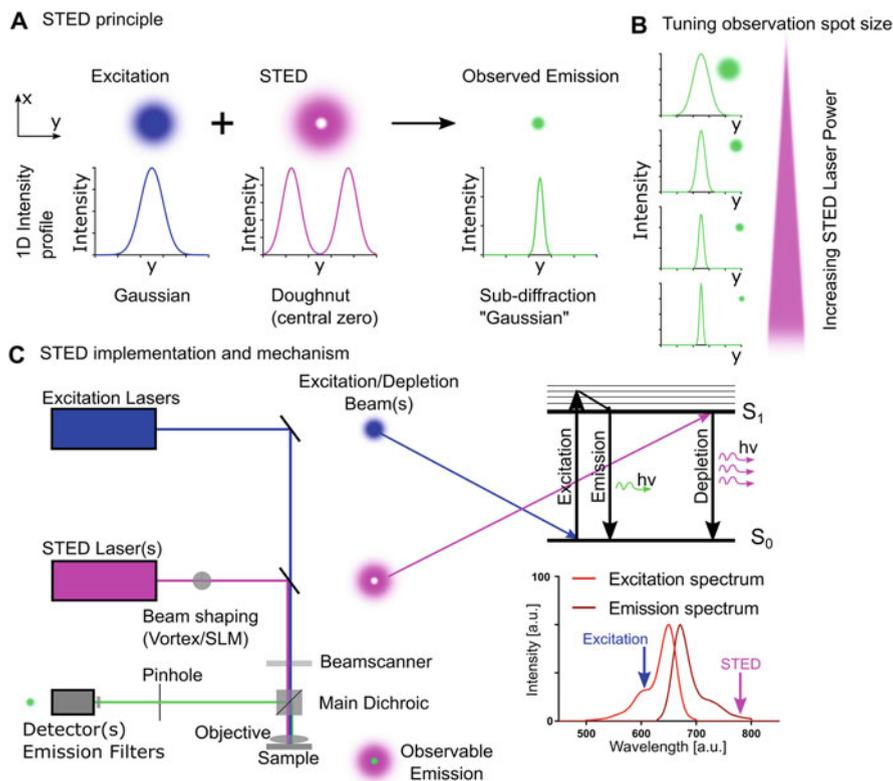 A STED principle
Excitation
STED
Observed Emission
x
y
+
1D Intensity
profile
Intensity
y
Gaussian
Intensity
y
Doughnut
(central zero)
Intensity
y
Sub-diffraction
"Gaussian"
B Tuning observation spot size
Intensity
y
y
y
y
Increasing STED Laser Power
C STED implementation and mechanism
Excitation Lasers
Excitation/Depletion
Beam(s)
STED Laser(s)
Beam shaping
(Vortex/SLM)
Beamscanner
Pinhole
Main Dichroic
Detector(s)
Emission Filters
Objective
Sample
Observable
Emission
S1
Excitation
Emission
hν
Depletion
hν
S0
100
Excitation spectrum
Emission spectrum
Intensity [a.u.]
Excitation
STED
0
500 600 700 800
Wavelength [a.u.]